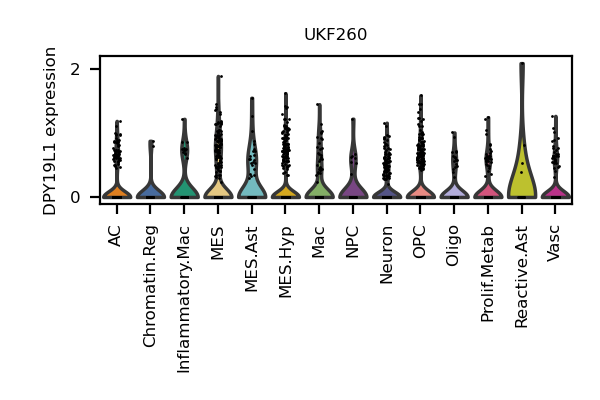 UKF260
DPY19L1 expression
2
0
AC
Chromatin.Reg
Inflammatory.Mac
MES
MES.Ast
MES.Hyp
Mac
NPC
Neuron
OPC
Oligo
Prolif.Metab
Reactive.Ast
Vasc